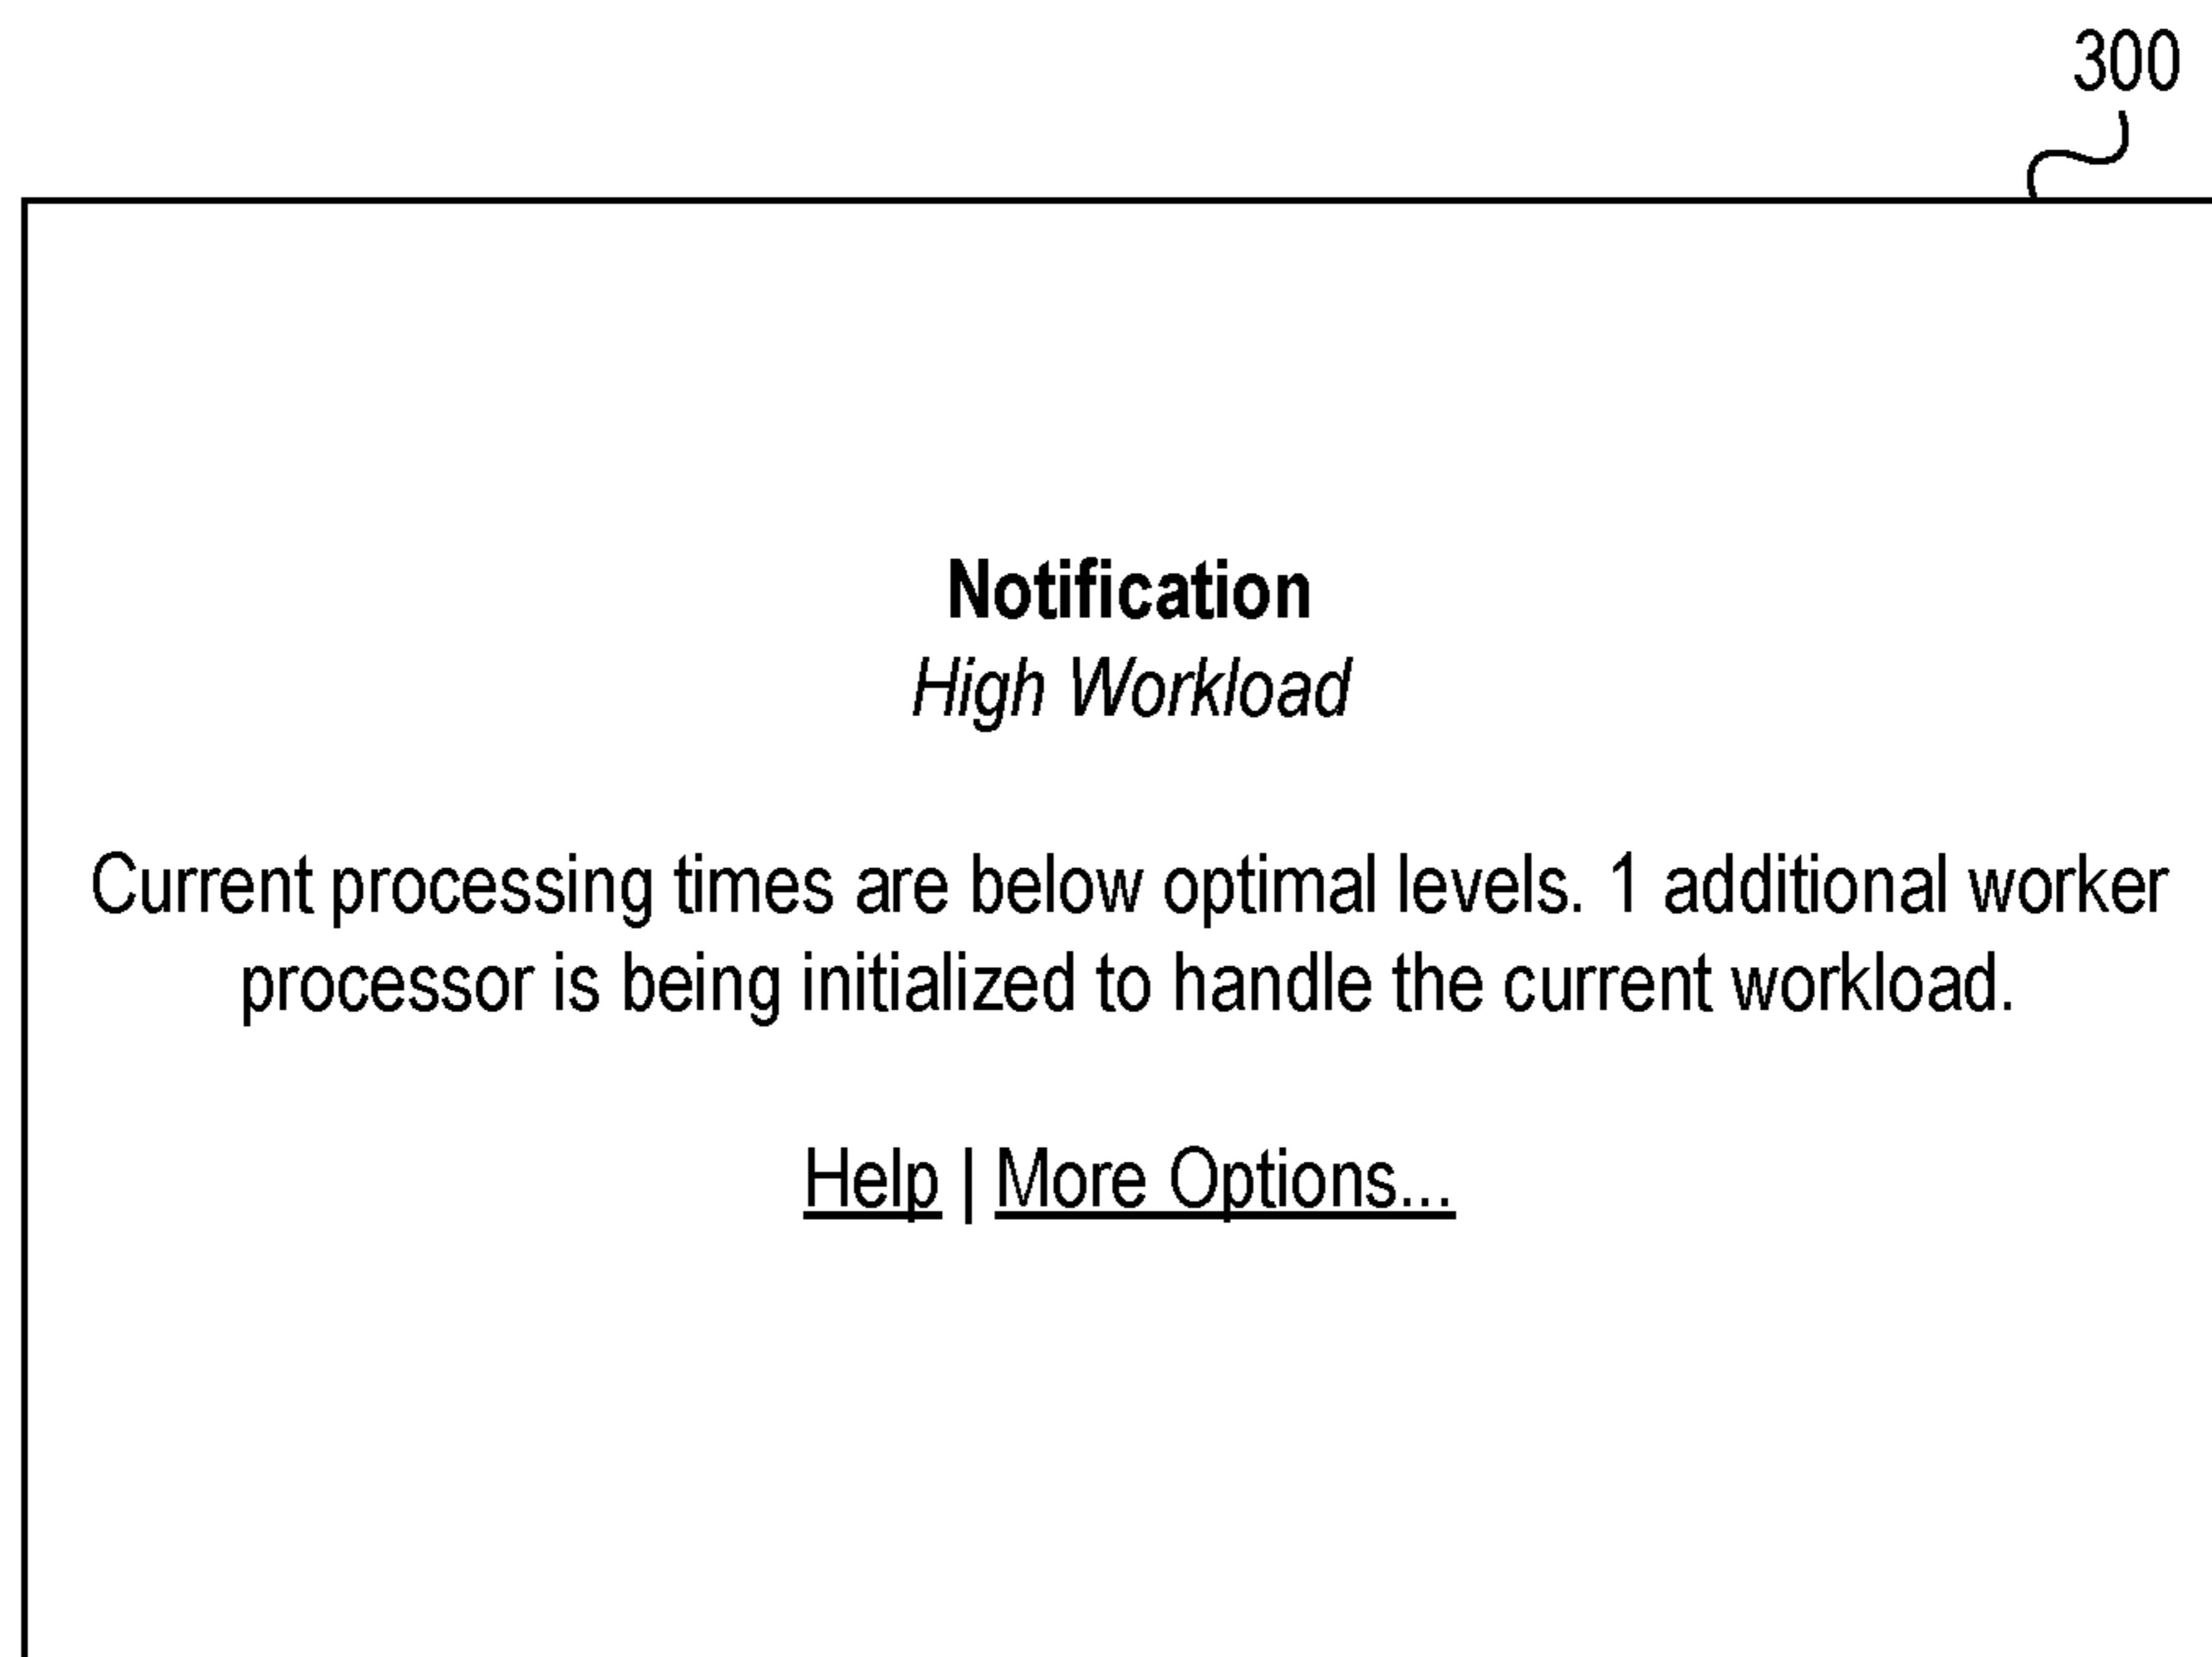 300
Notification
High Workload
Current processing times are below optimal levels. 1 additional worker
processor is being initialized to handle the current workload.
Help | More Options...